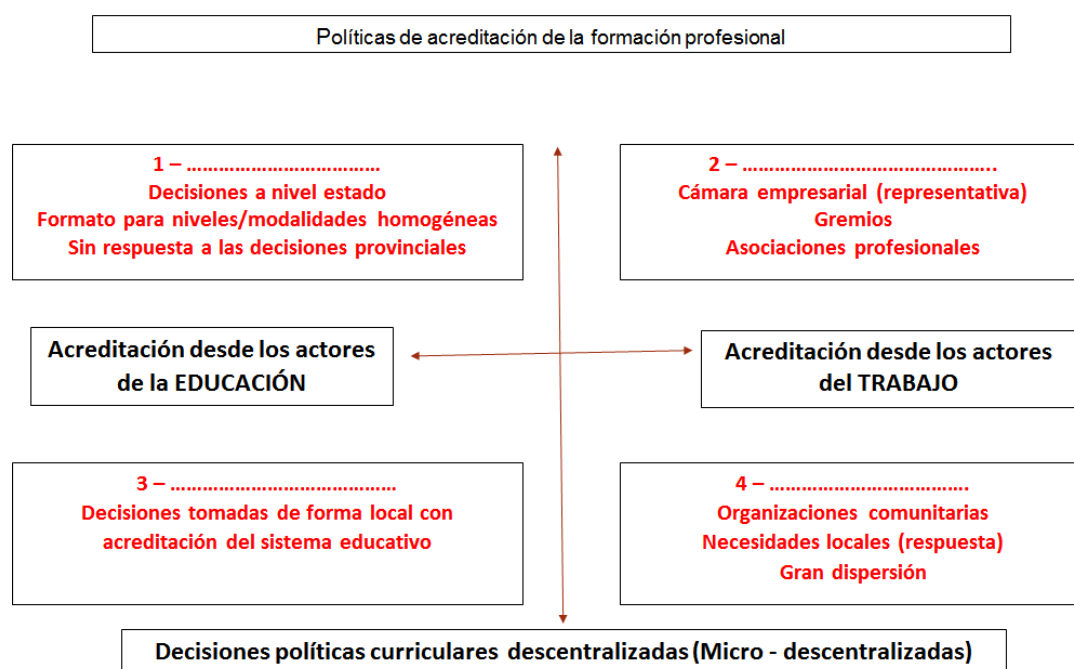 Políticas de acreditación de la formación profesional
1 – ………………………………
Decisiones a nivel estado
Formato para niveles/modalidades homogéneas
Sin respuesta a las decisiones provinciales
2 – ………………………………………..
Cámara empresarial (representativa)
Gremios
Asociaciones profesionales
Acreditación desde los actores
de la EDUCACIÓN
Acreditación desde los actores
del TRABAJO
3 – ……………………………………
Decisiones tomadas de forma local con
acreditación del sistema educativo
4 – ……………………………….
Organizaciones comunitarias
Necesidades locales (respuesta)
Gran dispersión
Decisiones políticas curriculares descentralizadas (Micro - descentralizadas)